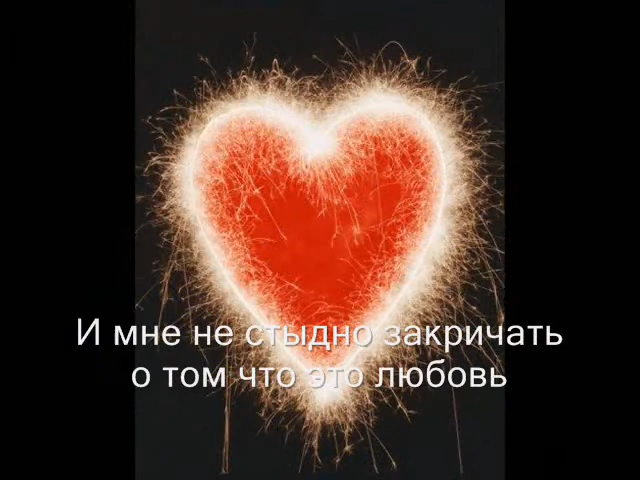 И мне не стыдно закричать
о том что это любовь